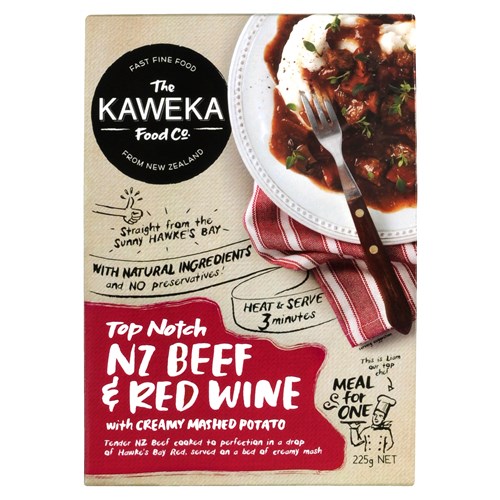 FAST FINE FOOD
The
KAWEKA
Food Co.
FROM NEW ZEALAND
Straight from the
Sunny HAWKE'S BAY
WITH NATURAL INGREDIENTS
and NO preservatives!
HEAT & SERVE
3 minutes
Top Notch
NZ BEEF
& RED WINE
with CREAMY MASHED POTATO
Tender NZ Beef cooked to perfection in a drop
of Hawke's Bay Red, served on a bed of creamy mash
serving suggestion
This is Liam
our top
chef
MEAL
for
ONE
225g NET